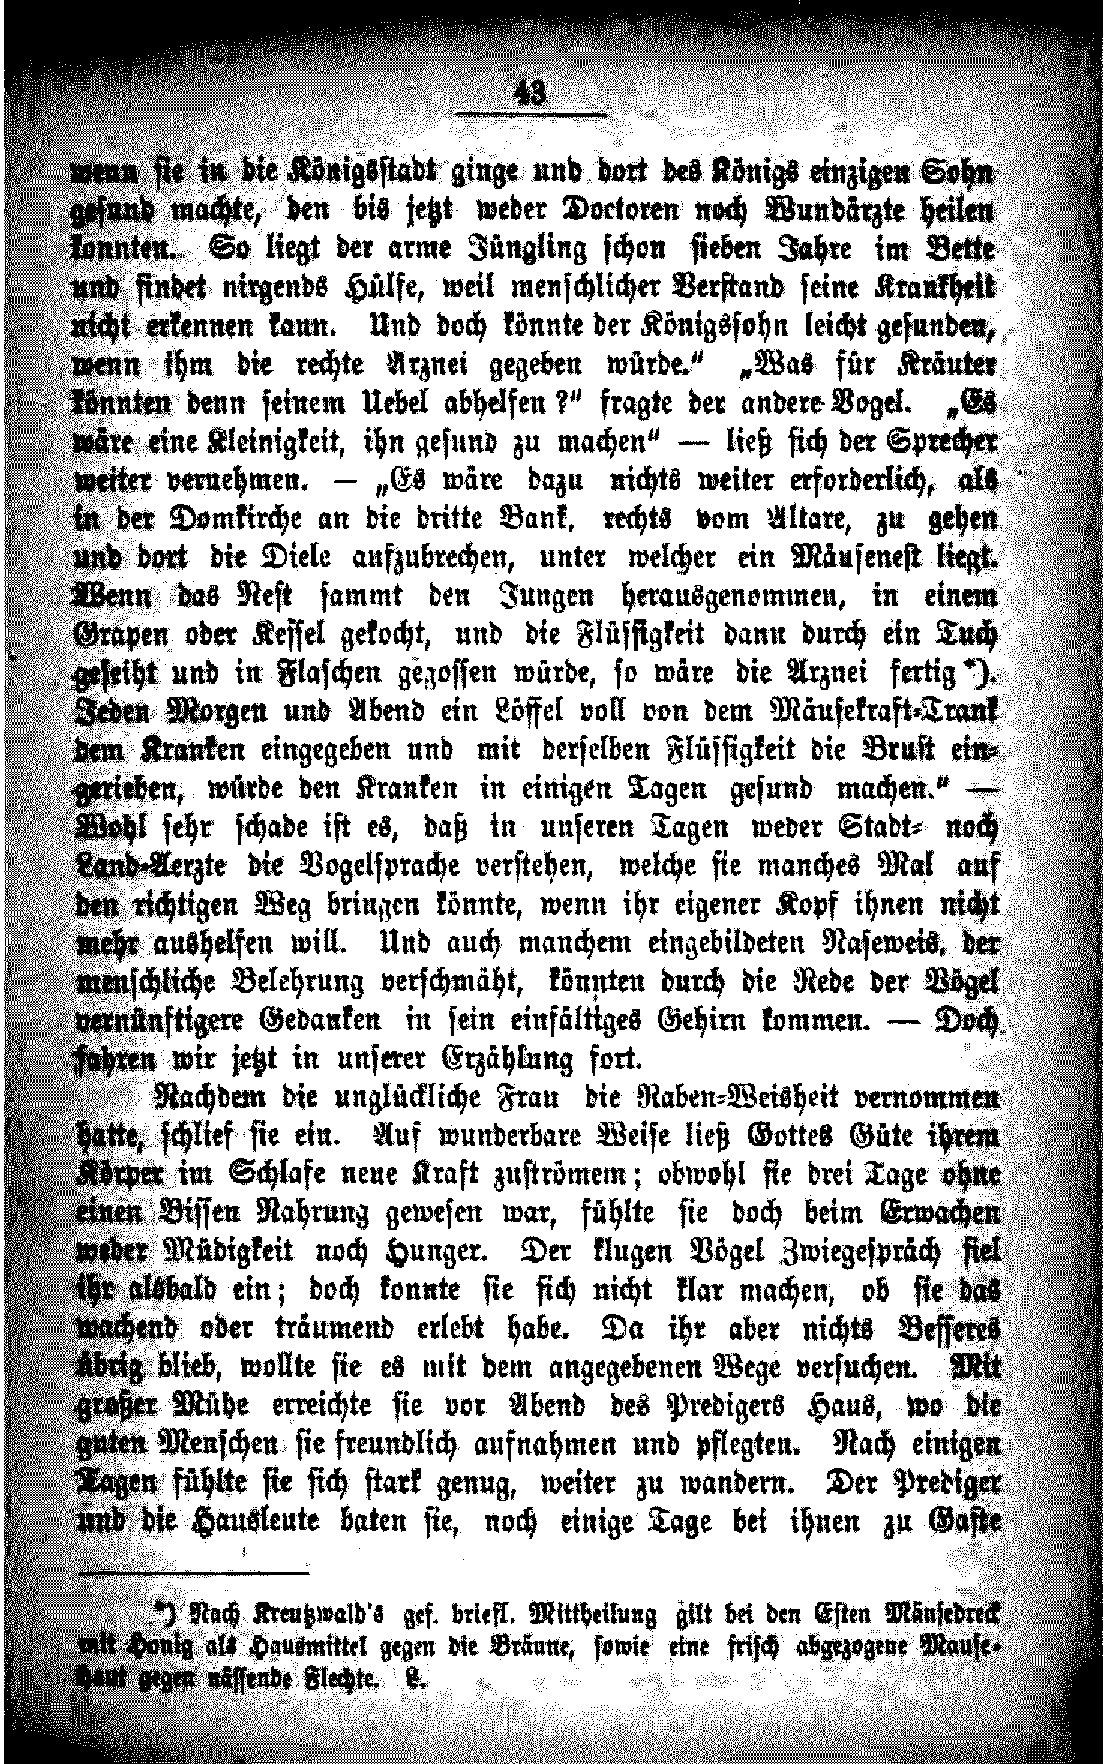 43
wenn sie in die Königsstadt ginge und dort des Königs einzigen Sohn
gesund machte, den bis jetzt weder Doctoren noch Wundärzte heilen
konnten. So liegt der arme Jüngling schon sieben Jahre im Bette
und findet nirgends Hülfe, weil menschlicher Verstand seine Krankheit
nicht erkennen kann. Und doch könnte der Königssohn leicht gesunden,
wenn ihm die rechte Arznei gegeben würde.“ „Was für Kräuter
könnten denn seinem Uebel abhelfen?“ fragte der andere Vogel. „Es
wäre eine Kleinigkeit, ihn gesund zu machen“ — ließ sich der Sprecher
weiter vernehmen. — „Es wäre dazu nichts weiter erforderlich, als
in der Domkirche an die dritte Bank, rechts vom Altare, zu gehen
und dort die Diele aufzubrechen, unter welcher ein Mäusenest liegt.
Wenn das Nest sammt den Jungen herausgenommen, in einem
Grapen oder Kessel gekocht, und die Flüssigkeit dann durch ein Tuch
geseiht und in Flaschen gegossen würde, so wäre die Arznei fertig*).
Jeden Morgen und Abend ein Löffel voll von dem Mäusekraft-Trank
dem Kranken eingegeben und mit derselben Flüssigkeit die Brust ein-
gerieben, würde den Kranken in einigen Tagen gesund machen.“ —
Wohl sehr schade ist es, daß in unseren Tagen weder Stadt- noch
Land-Aerzte die Vogelsprache verstehen, welche sie manches Mal auf
den richtigen Weg bringen könnte, wenn ihr eigener Kopf ihnen nicht
mehr aushelfen will. Und auch manchem eingebildeten Naseweis, der
menschliche Belehrung verschmäht, könnten durch die Rede der Vögel
vernünftigere Gedanken in sein einfältiges Gehirn kommen. — Doch
fahren wir jetzt in unserer Erzählung fort.
Nachdem die unglückliche Frau die Raben-Weisheit vernommen
hatte, schlief sie ein. Auf wunderbare Weise ließ Gottes Güte ihrem
Körper im Schlafe neue Kraft zuströmem; obwohl sie drei Tage ohne
einen Bissen Nahrung gewesen war, fühlte sie doch beim Erwachen
weder Müdigkeit noch Hunger. Der klugen Vögel Zwiegespräch fiel
ihr alsbald ein; doch konnte sie sich nicht klar machen, ob sie das
wachend oder träumend erlebt habe. Da ihr aber nichts Besseres
übrig blieb, wollte sie es mit dem angegebenen Wege versuchen. Mit
großer Mühe erreichte sie vor Abend des Predigers Haus, wo die
guten Menschen sie freundlich aufnahmen und pflegten. Nach einigen
Tagen fühlte sie sich stark genug, weiter zu wandern. Der Prediger
und die Hausleute baten sie, noch einige Tage bei ihnen zu Gaste
*) Nach Kreutzwald's gef. briefl. Mittheilung gilt bei den Esten Mäusedreck
mit Honig als Hausmittel gegen die Bräune, sowie eine frisch abgezogene Mause-
haut gegen nässende Flechte. L.